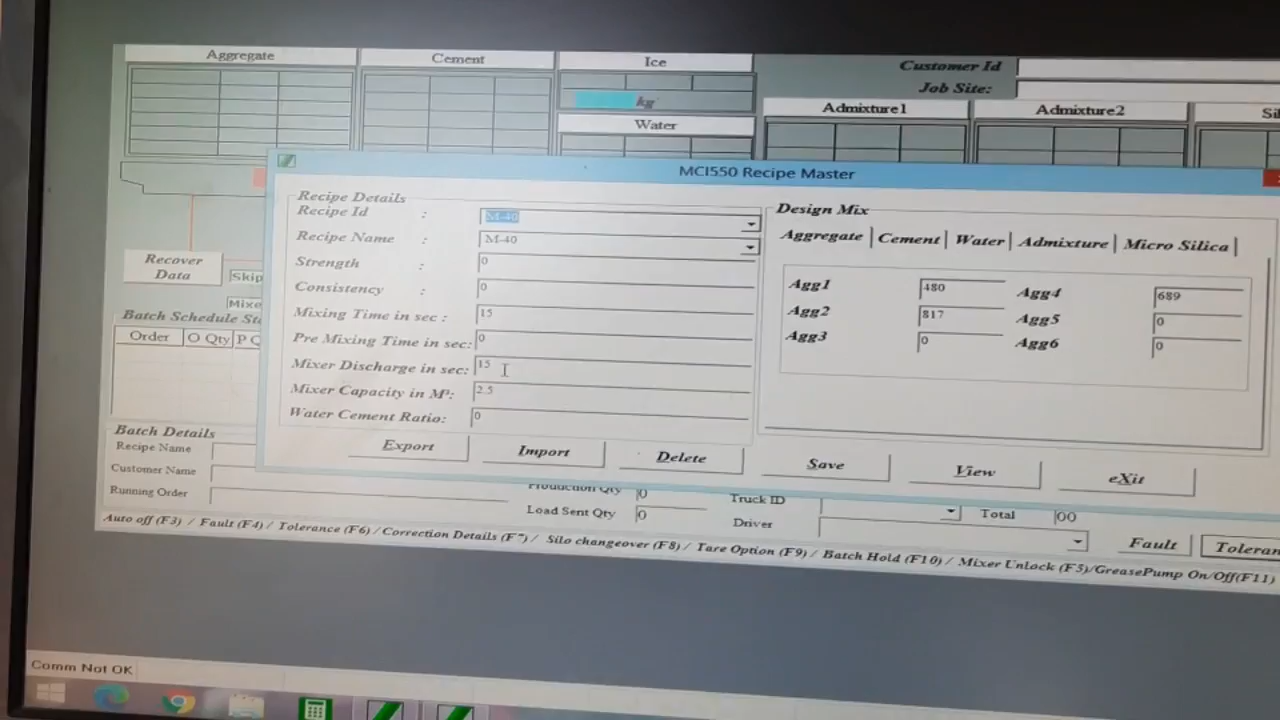 Aggregate
Cement
Ice
Customer Id
Job Site:
kg
Water
Admixture1
Admixture2
MCI550 Recipe Master
Recipe Details
Recipe Id : M-40
Recipe Name : M-40
Strength : 0
Consistency : 0
Mixing Time in sec : 15
Pre Mixing Time in sec: 0
Mixer Discharge in sec: 15
Mixer Capacity in M³: 2.5
Water Cement Ratio: 0
Export
Import
Delete
Design Mix
Aggregate Cement Water Admixture Micro Silica
Agg1 480 Agg4 689
Agg2 817 Agg5 0
Agg3 0 Agg6 0
Save
View
eXit
Recover
Data
Skip
Mixe
Batch Schedule Sta
Order O Qty P Q
Batch Details
Recipe Name
Customer Name
Running Order
Production Qty 0
Load Sent Qty 0
Truck ID
Driver
Total 00
Fault
Toleran
Auto off (F3) / Fault (F4) / Tolerance (F6) /Correction Details (F7) / Silo changeover (F8) / Tare Option (F9) / Batch Hold (F10) / Mixer Unlock (F5)/GreasePump On/Off(F11)
Comm Not OK